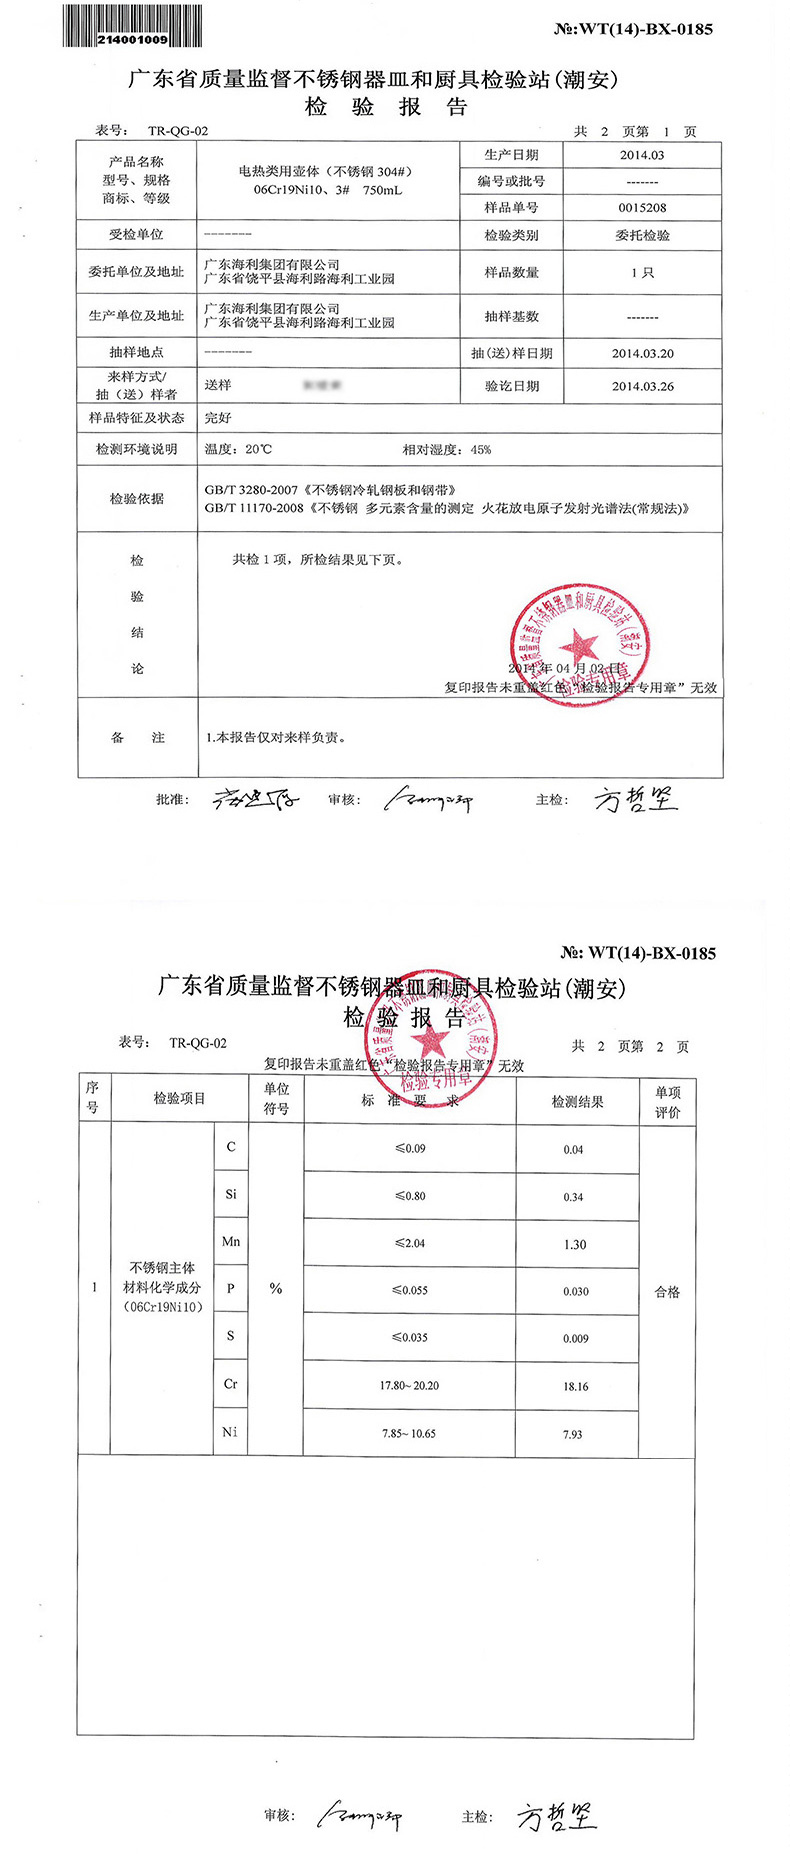 214001009
№:WT(14)-BX-0185
广东省质量监督不锈钢器皿和厨具检验站(潮安)
检 验 报 告
表号： TR-QG-02
共 2 页第 1 页
产品名称
型号、规格
商标、等级
电热类用壶体（不锈钢 304#）
06Cr19Ni10、3# 750mL
生产日期 2014.03
编号或批号 -------
样品单号 0015208
受检单位 -------
检验类别 委托检验
委托单位及地址
广东海利集团有限公司
广东省饶平县海利路海利工业园
样品数量 1 只
生产单位及地址
广东海利集团有限公司
广东省饶平县海利路海利工业园
抽样基数 -------
抽样地点 -------
抽(送)样日期 2014.03.20
来样方式/
抽（送）样者
送样
验讫日期 2014.03.26
样品特征及状态 完好
检测环境说明 温度：20℃ 相对湿度：45%
检验依据
GB/T 3280-2007《不锈钢冷轧钢板和钢带》
GB/T 11170-2008《不锈钢 多元素含量的测定 火花放电原子发射光谱法(常规法)》
检
验
结
论
共检 1 项，所检结果见下页。
2014 年 04 月 02 日
复印报告未重盖红色“检验报告专用章”无效
检验专用章
备 注
1.本报告仅对来样负责。
批准： 审核： 主检： 方哲坚
№: WT(14)-BX-0185
广东省质量监督不锈钢器皿和厨具检验站(潮安)
检 验 报 告
表号： TR-QG-02
共 2 页第 2 页
复印报告未重盖红色“检验报告专用章”无效
检验专用章
序号 检验项目 单位符号 标 准 要 求 检测结果 单项评价
1 不锈钢主体材料化学成分（06Cr19Ni10） % 合格
C ≤0.09 0.04
Si ≤0.80 0.34
Mn ≤2.04 1.30
P ≤0.055 0.030
S ≤0.035 0.009
Cr 17.80~20.20 18.16
Ni 7.85~10.65 7.93
审核： 主检： 方哲坚